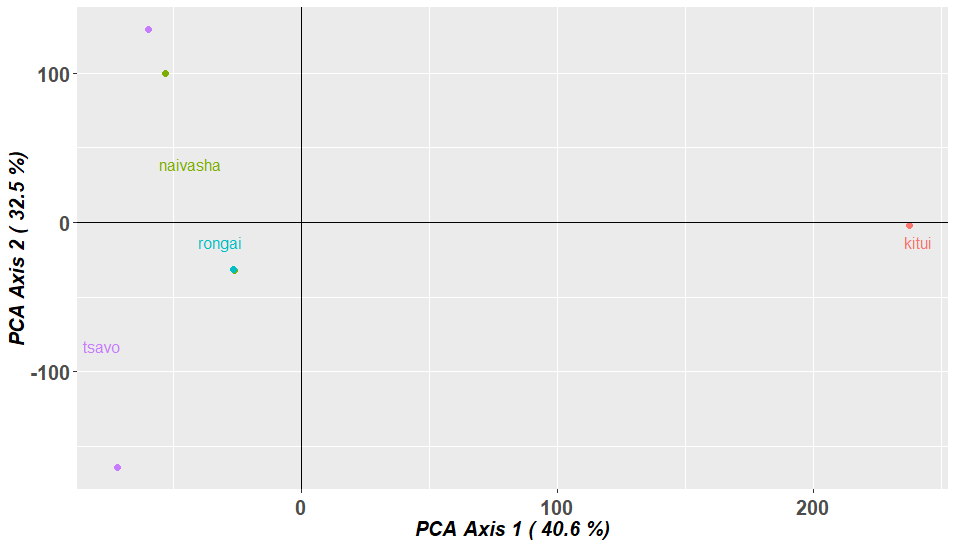 100
naivasha
0
rongai
kitui
tsavo
-100
0
100
200
PCA Axis 1 ( 40.6 %)
PCA Axis 2 ( 32.5 %)